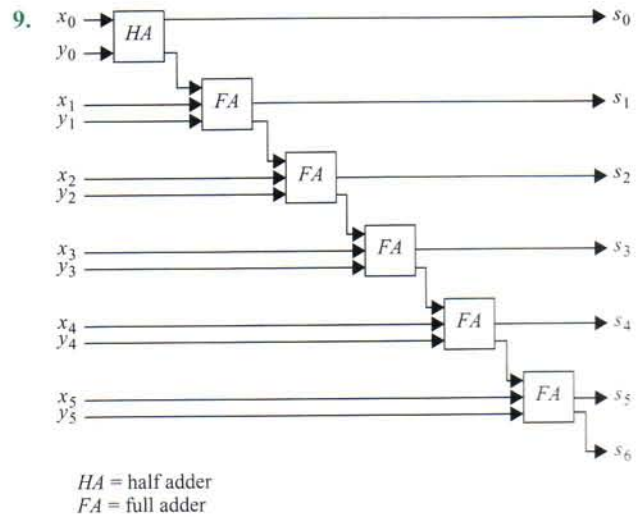 9.
x₀ HA s₀
y₀
x₁ FA s₁
y₁
x₂ FA s₂
y₂
x₃ FA s₃
y₃
x₄ FA s₄
y₄
x₅ FA s₅
y₅
s₆
HA = half adder
FA = full adder